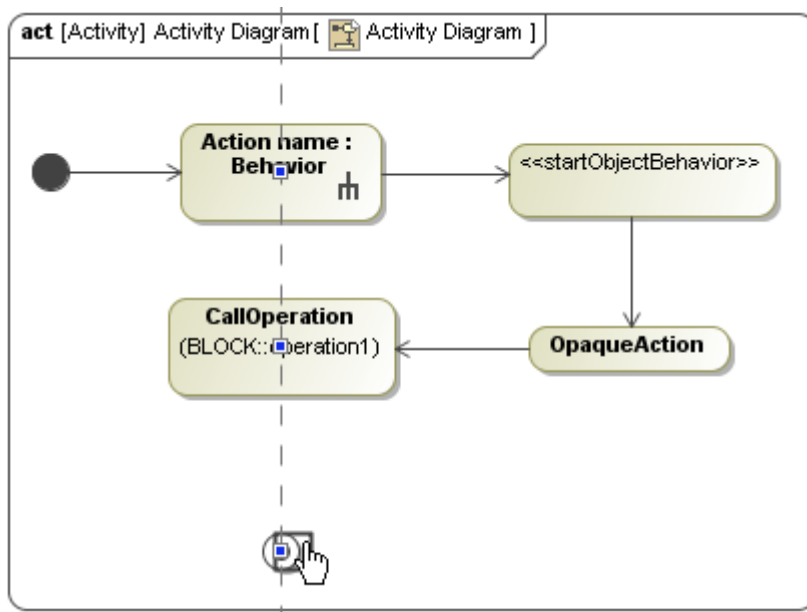 act [Activity] Activity Diagram[ Activity Diagram ]
Action name :
Behavior
<<startObjectBehavior>>
CallOperation
(BLOCK::operation1)
OpaqueAction